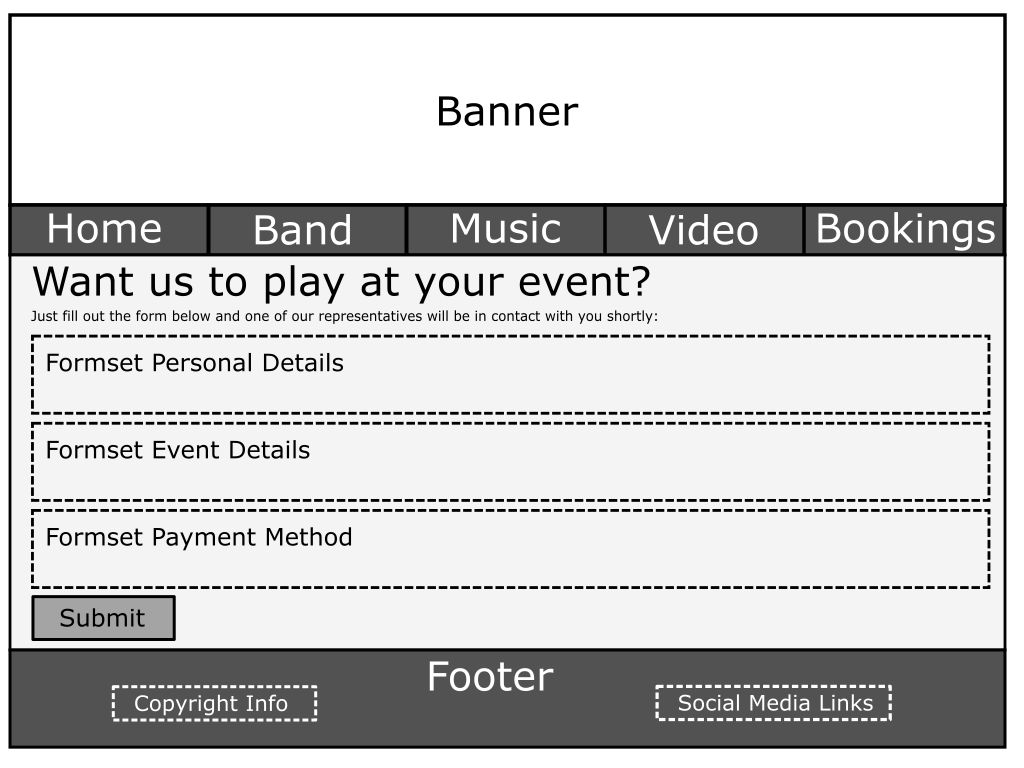 Banner
Home Band Music Video Bookings
Want us to play at your event?
Just fill out the form below and one of our representatives will be in contact with you shortly:
Formset Personal Details
Formset Event Details
Formset Payment Method
Submit
Footer
Copyright Info Social Media Links